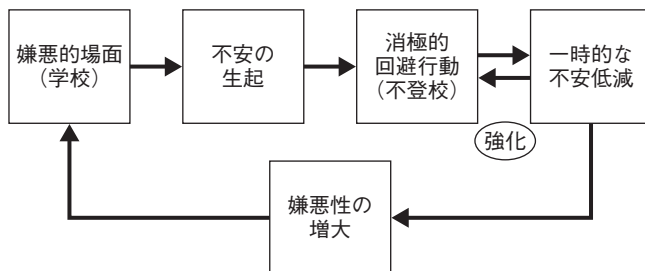 嫌悪的場面
（学校）
不安の
生起
消極的
回避行動
（不登校）
一時的な
不安低減
強化
嫌悪性の
増大